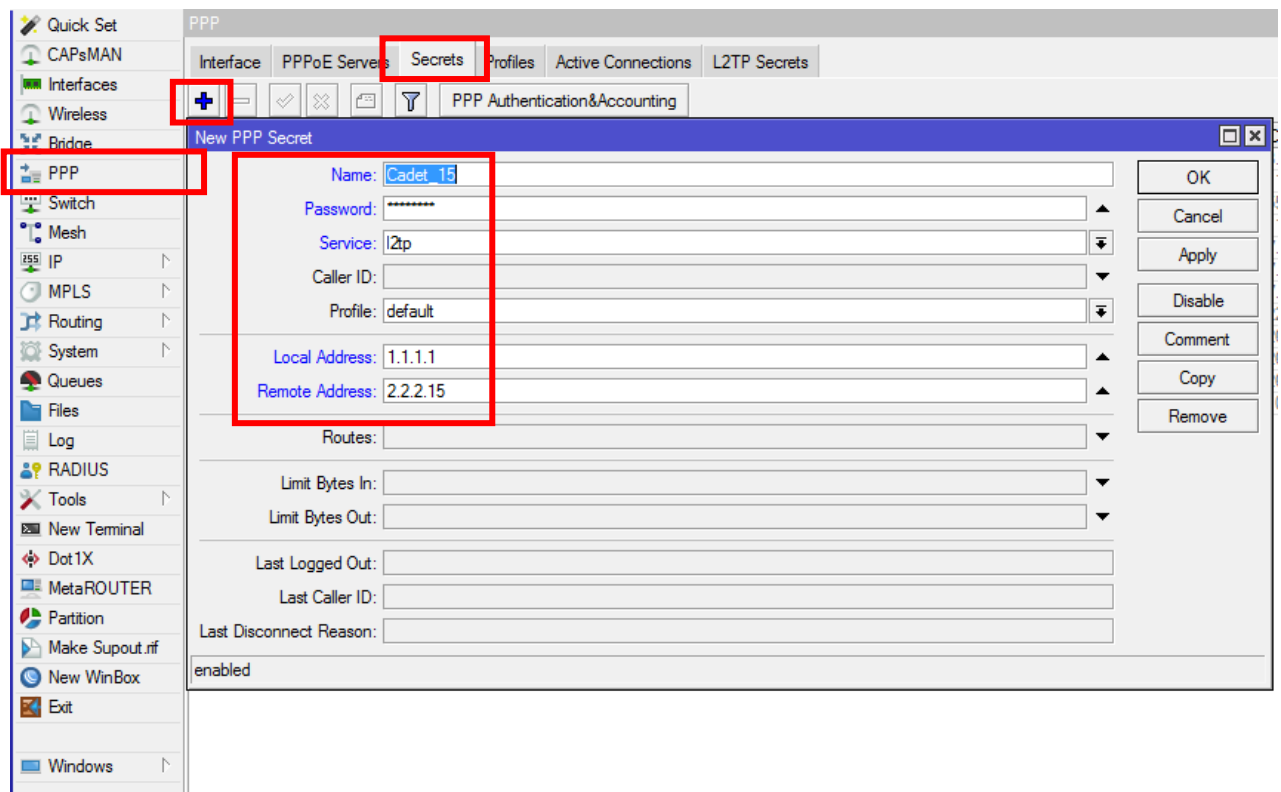 Quick Set
CAPsMAN
Interfaces
Wireless
Bridge
PPP
Switch
Mesh
IP
MPLS
Routing
System
Queues
Files
Log
RADIUS
Tools
New Terminal
Dot1X
MetaROUTER
Partition
Make Supout.rif
New WinBox
Exit
Windows
PPP
Interface PPPoE Servers Secrets Profiles Active Connections L2TP Secrets
PPP Authentication&Accounting
New PPP Secret
Name: Cadet_15
Password: ********
Service: l2tp
Caller ID:
Profile: default
Local Address: 1.1.1.1
Remote Address: 2.2.2.15
Routes:
Limit Bytes In:
Limit Bytes Out:
Last Logged Out:
Last Caller ID:
Last Disconnect Reason:
enabled
OK
Cancel
Apply
Disable
Comment
Copy
Remove